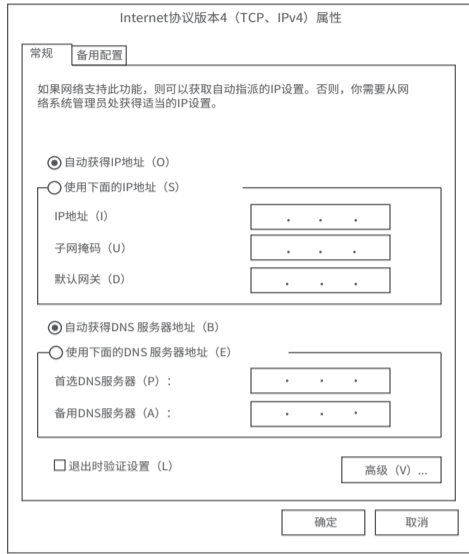 Internet协议版本4（TCP、IPv4）属性
常规
备用配置
如果网络支持此功能，则可以获取自动指派的IP设置。否则，你需要从网
络系统管理员处获得适当的IP设置。
自动获得IP地址（O）
使用下面的IP地址（S）
IP地址（I）
子网掩码（U）
默认网关（D）
自动获得DNS 服务器地址（B）
使用下面的DNS 服务器地址（E）
首选DNS服务器（P）：
备用DNS服务器（A）：
退出时验证设置（L）
高级（V）...
确定
取消